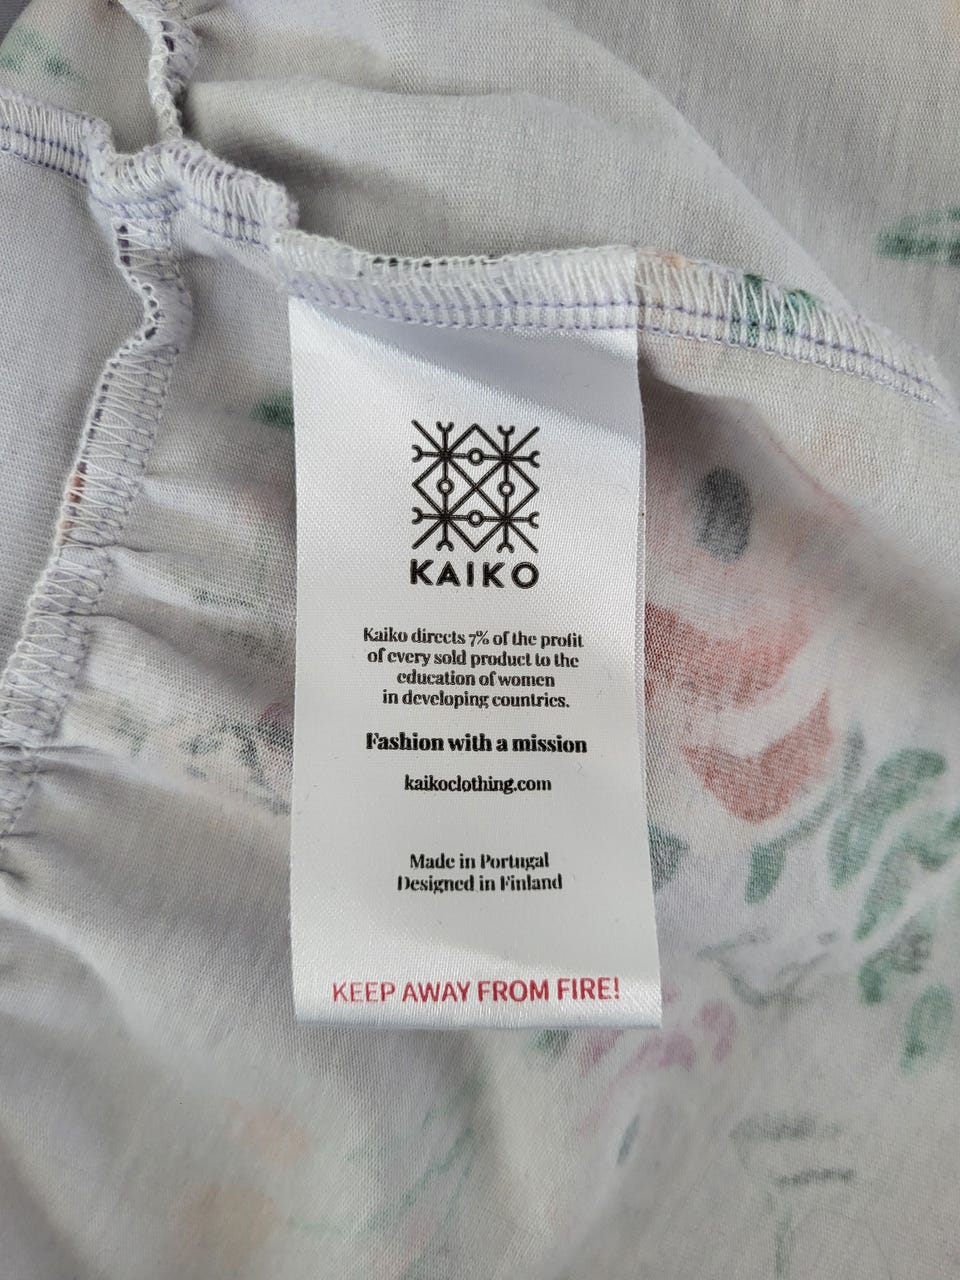 KAIKO
Kaiko directs 7% of the profit
of every sold product to the
education of women
in developing countries.
Fashion with a mission
kaikoclothing.com
Made in Portugal
Designed in Finland
KEEP AWAY FROM FIRE!